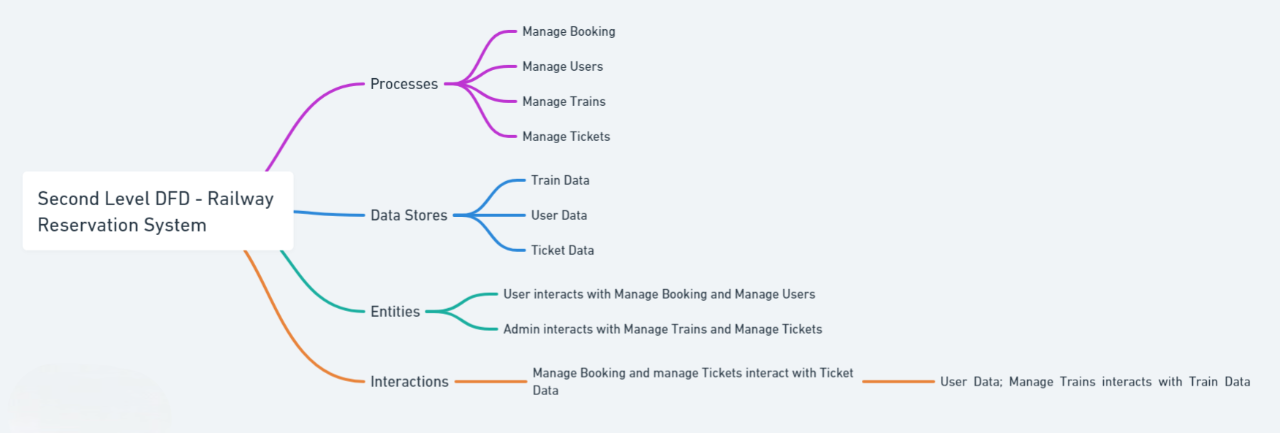 Manage Booking
Manage Users
Processes
Manage Trains
Manage Tickets
Second Level DFD - Railway
Reservation System
Train Data
Data Stores
User Data
Ticket Data
Entities
User interacts with Manage Booking and Manage Users
Admin interacts with Manage Trains and Manage Tickets
Interactions
Manage Booking and manage Tickets interact with Ticket
Data
User Data; Manage Trains interacts with Train Data